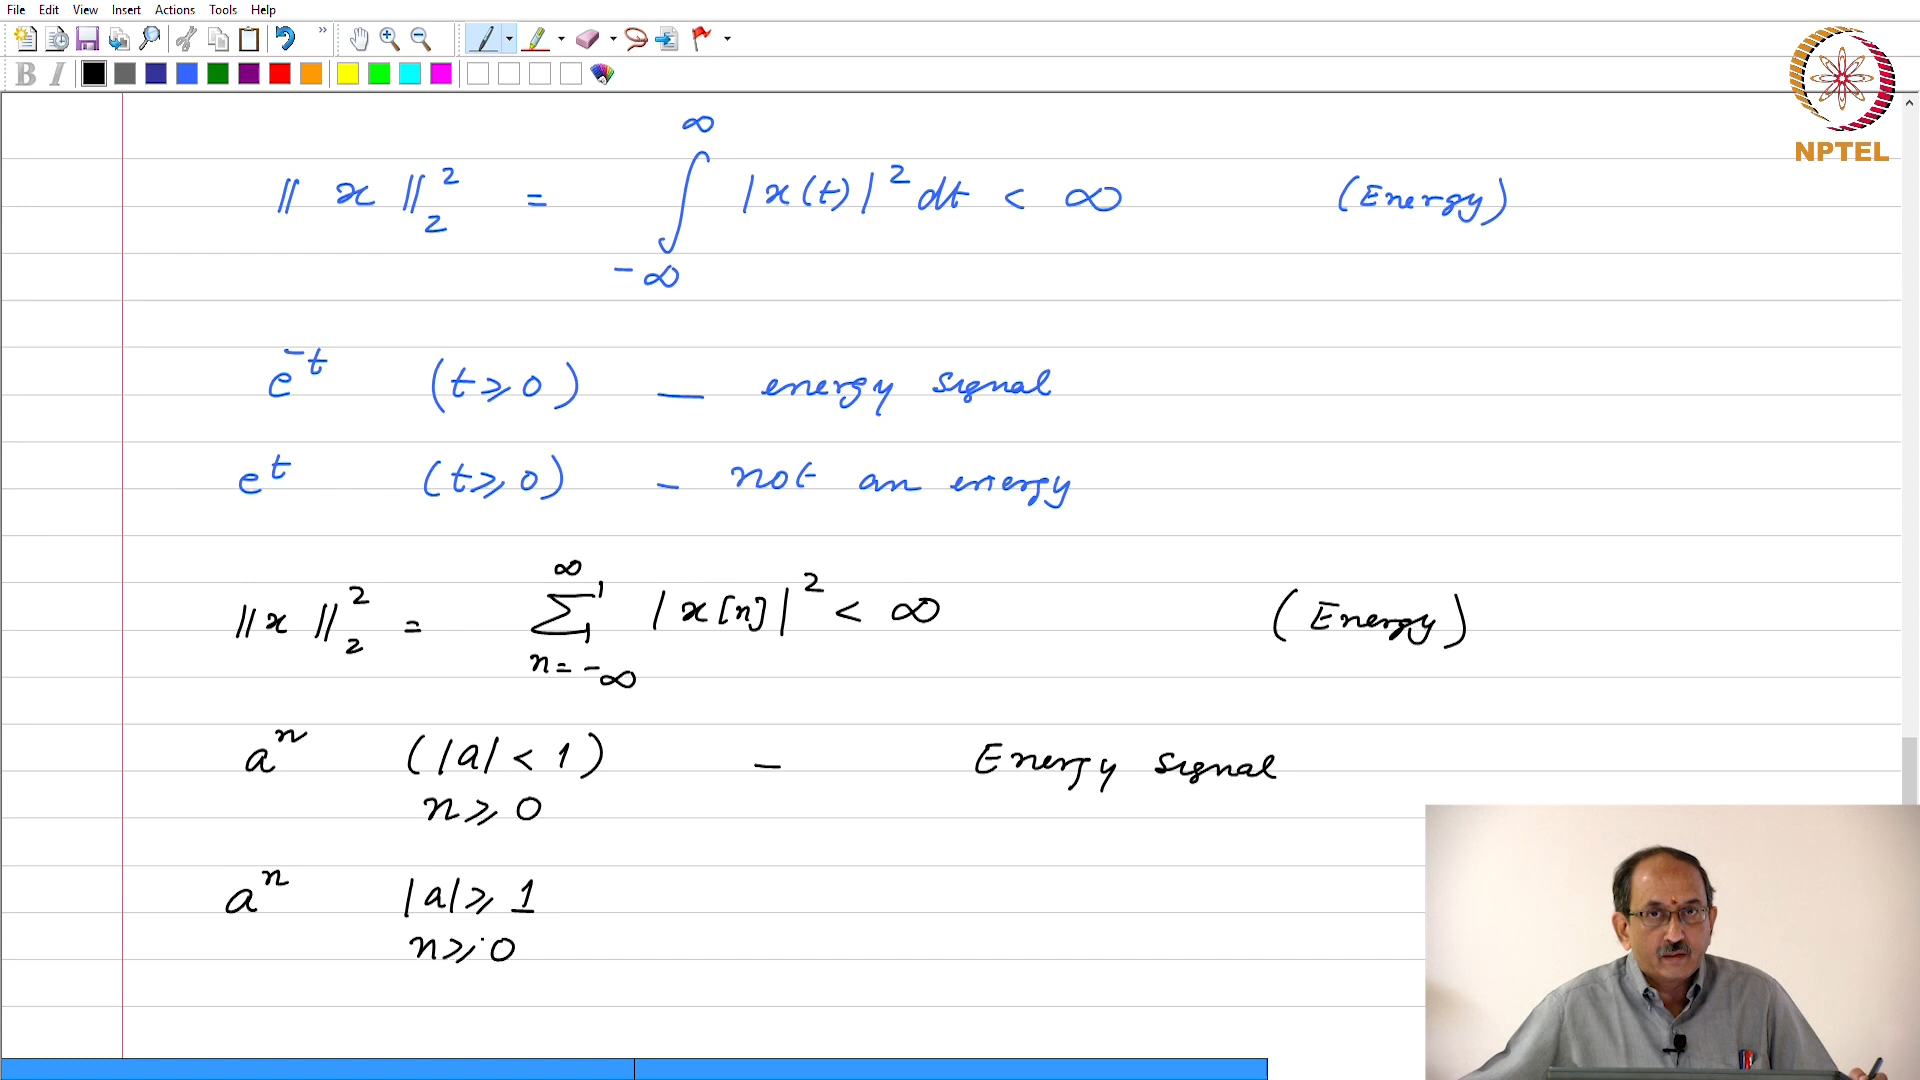 File Edit View Insert Actions Tools Help
B I
NPTEL
‖ x ‖₂² = ∫_{-∞}^{∞} |x(t)|² dt < ∞ (Energy)
e^{-t} (t ⩾ 0) — energy signal
e^t (t ⩾ 0) - not an energy
‖x‖₂² = ∑_{n=-∞}^{∞} |x[n]|² < ∞ (Energy)
a^n (|a| < 1) - Energy signal
n ⩾ 0
a^n |a| ⩾ 1
n ⩾ 0